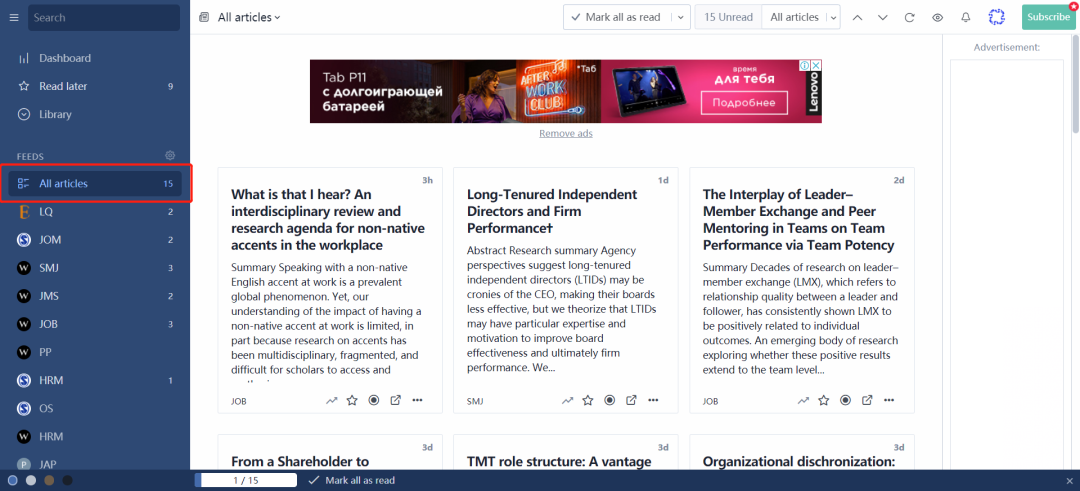 Search
All articles
Mark all as read
15 Unread
All articles
Subscribe
Dashboard
Read later 9
Library
FEEDS
All articles 15
LQ 2
JOM 2
SMJ 3
JMS 2
JOB 3
PP
HRM 1
OS
HRM
P JAP
Tab P11
с долгоиграющей
батареей
AFTER
WORK
CLUB
*Таб
время
для тебя
Подробнее
Lenovo
Remove ads
Advertisement:
3h
What is that I hear? An
interdisciplinary review and
research agenda for non-native
accents in the workplace
Summary Speaking with a non-native
English accent at work is a prevalent
global phenomenon. Yet, our
understanding of the impact of having a
non-native accent at work is limited, in
part because research on accents has
been multidisciplinary, fragmented, and
difficult for scholars to access and
JOB
1d
Long-Tenured Independent
Directors and Firm
Performance†
Abstract Research summary Agency
perspectives suggest long-tenured
independent directors (LTIDs) may be
cronies of the CEO, making their boards
less effective, but we theorize that LTIDs
may have particular expertise and
motivation to improve board
effectiveness and ultimately firm
performance. We...
SMJ
2d
The Interplay of Leader–
Member Exchange and Peer
Mentoring in Teams on Team
Performance via Team Potency
Summary Decades of research on leader–
member exchange (LMX), which refers to
relationship quality between a leader and
follower, has consistently shown LMX to
be positively related to individual
outcomes. An emerging body of research
exploring whether these positive results
extend to the team level...
JOB
3d
From a Shareholder to
3d
TMT role structure: A vantage
3d
Organizational dischronization:
1 / 15
Mark all as read